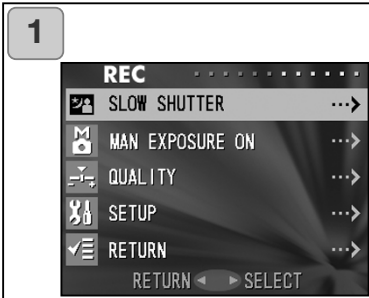 1
REC
SLOW SHUTTER
MAN EXPOSURE ON
QUALITY
SETUP
RETURN
RETURN SELECT